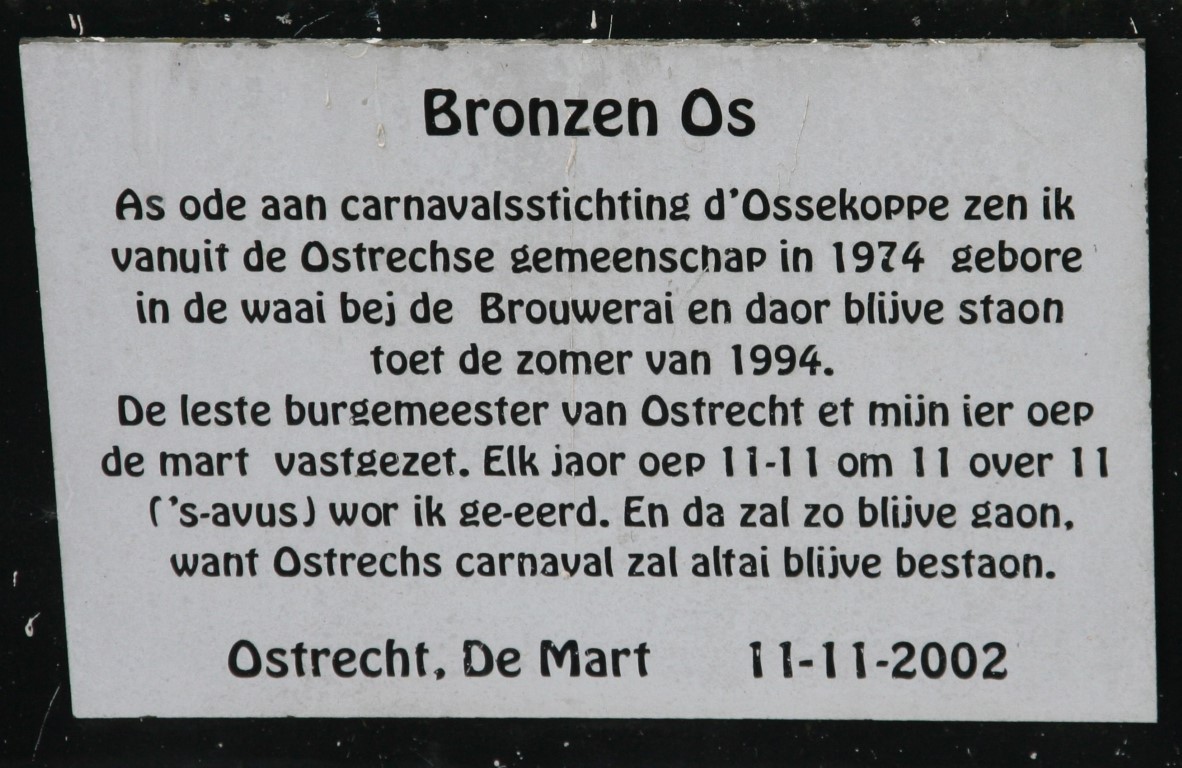 Bronzen Os
As ode aan carnavalsstichting d'Ossekoppe zen ik
vanuit de Ostrechse gemeenschap in 1974 gebore
in de waai bej de Brouwerai en daor blijve staon
toet de zomer van 1994.
De leste burgemeester van Ostrecht et mijn ier oep
de mart vastgezet. Elk jaor oep 11-11 om 11 over 11
('s-avus) wor ik ge-eerd. En da zal zo blijve gaon,
want Ostrechs carnaval zal altai blijve bestaon.
Ostrecht, De Mart 11-11-2002